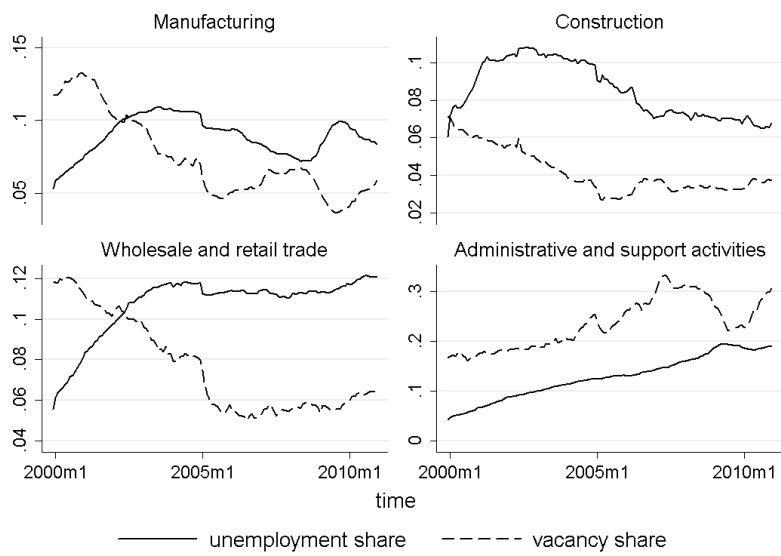 Manufacturing
.15
.1
.05
Construction
.1
.08
.06
.04
.02
Wholesale and retail trade
.12
.1
.08
.06
.04
2000m1 2005m1 2010m1
Administrative and support activities
.3
.2
.1
0
2000m1 2005m1 2010m1
time
unemployment share vacancy share